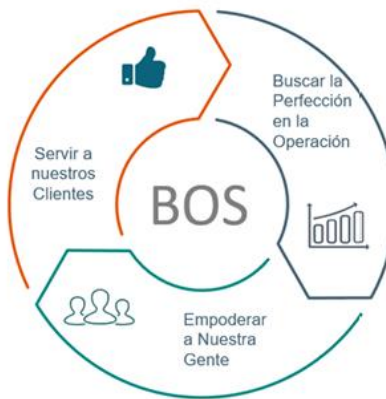 Buscar la
Perfección
en la
Operación
Servir a
nuestros
Clientes
BOS
Empoderar
a Nuestra
Gente